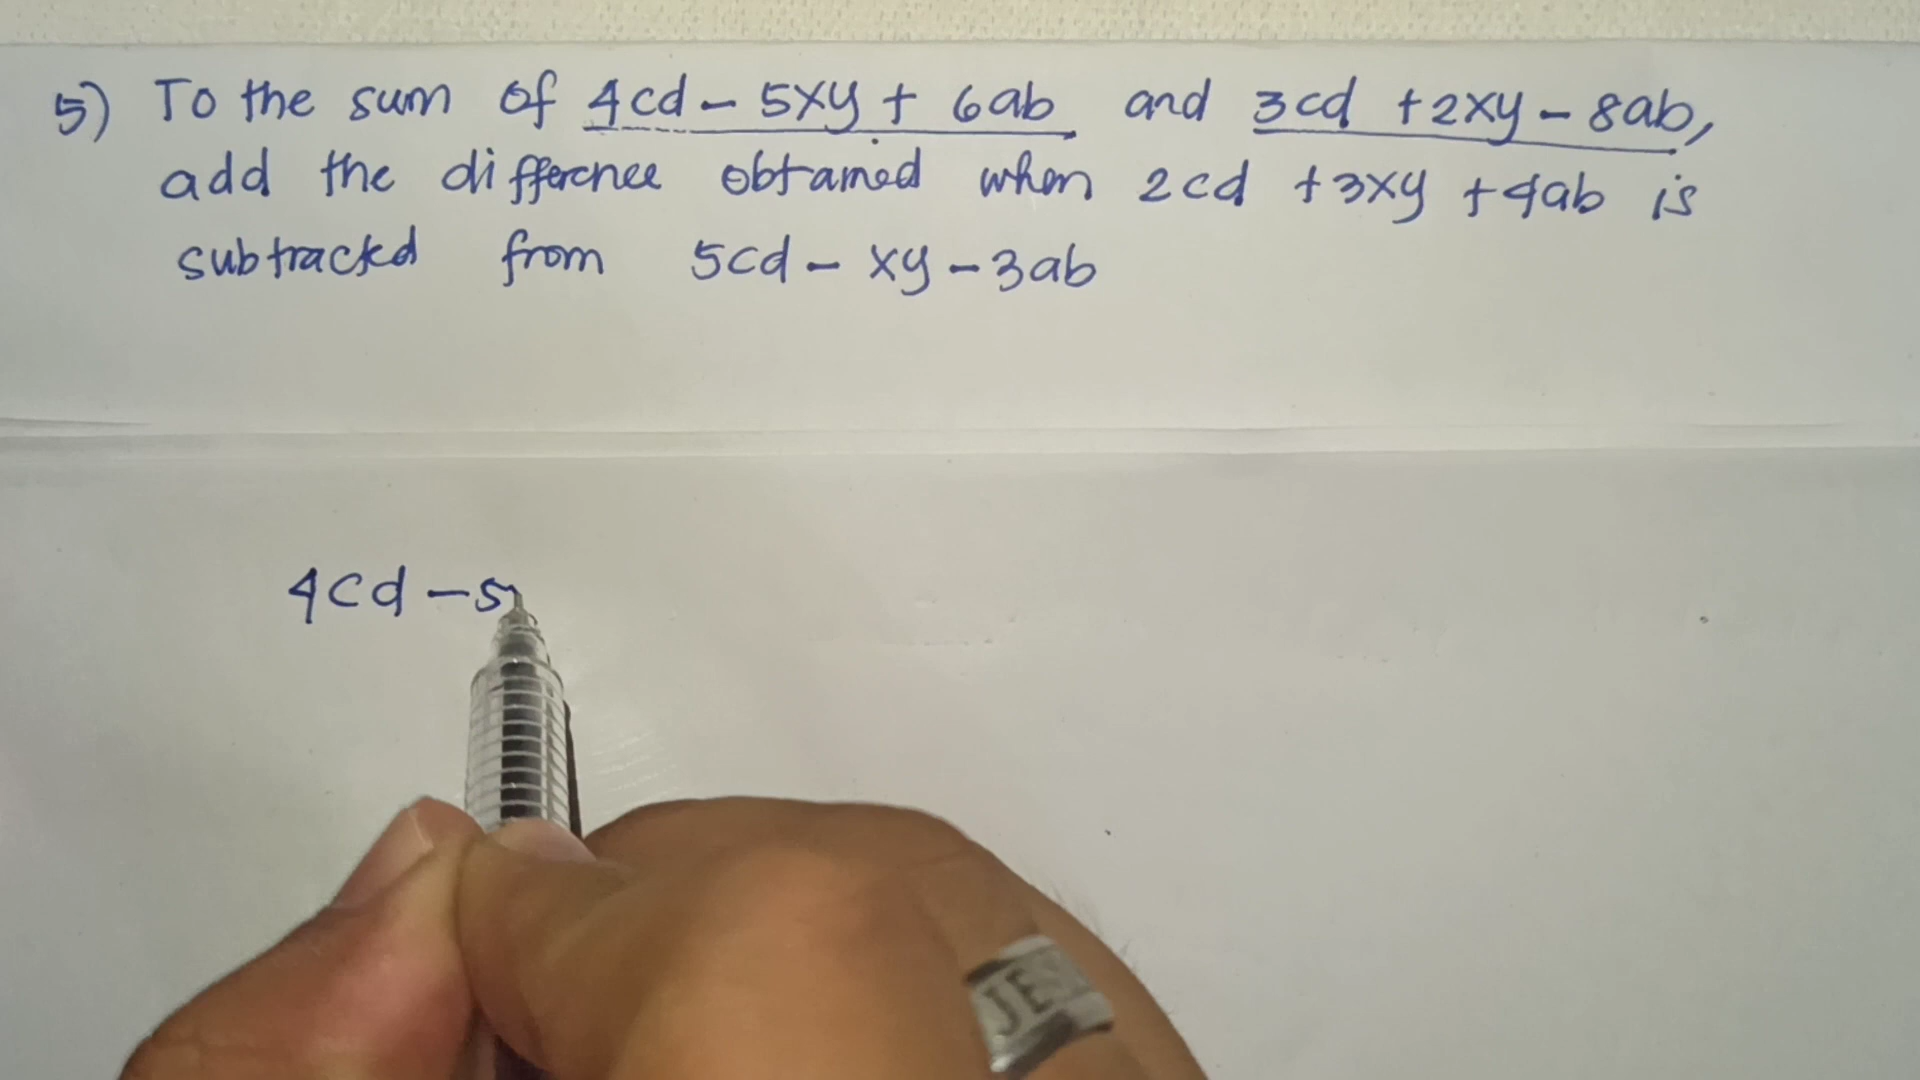 5) To the sum of 4cd - 5xy + 6ab and 3cd +2xy - 8ab,
add the difference obtained when 2cd +3xy +4ab is
subtracted from 5cd - xy - 3ab
4cd - 5